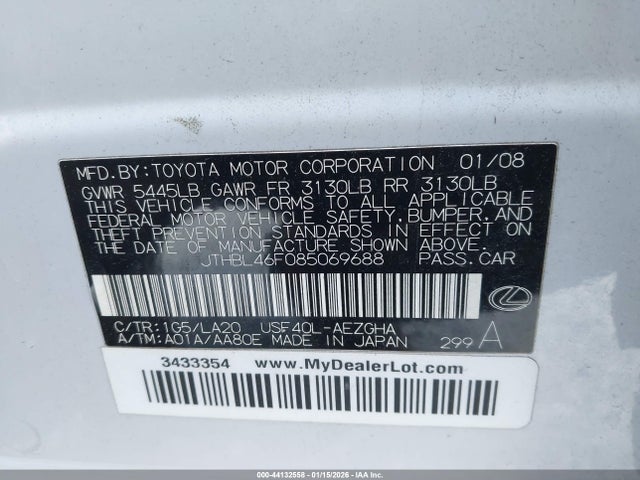 MFD.BY:TOYOTA MOTOR CORPORATION 01/08
GVWR 5445LB GAWR FR 3130LB RR 3130LB
THIS VEHICLE CONFORMS TO ALL APPLICABLE
FEDERAL MOTOR VEHICLE SAFETY,BUMPER,AND
THEFT PREVENTION STANDARDS IN EFFECT ON
THE DATE OF MANUFACTURE SHOWN ABOVE.
JTHBL46F085069688 PASS.CAR
C/TR:1G5/LA20 USF40L-AEZGHA
A/TM:A01A/AA80E MADE IN JAPAN 299 A
3433354 www.MyDealerLot.com
000-44132558 - 01/15/2026 - IAA Inc.